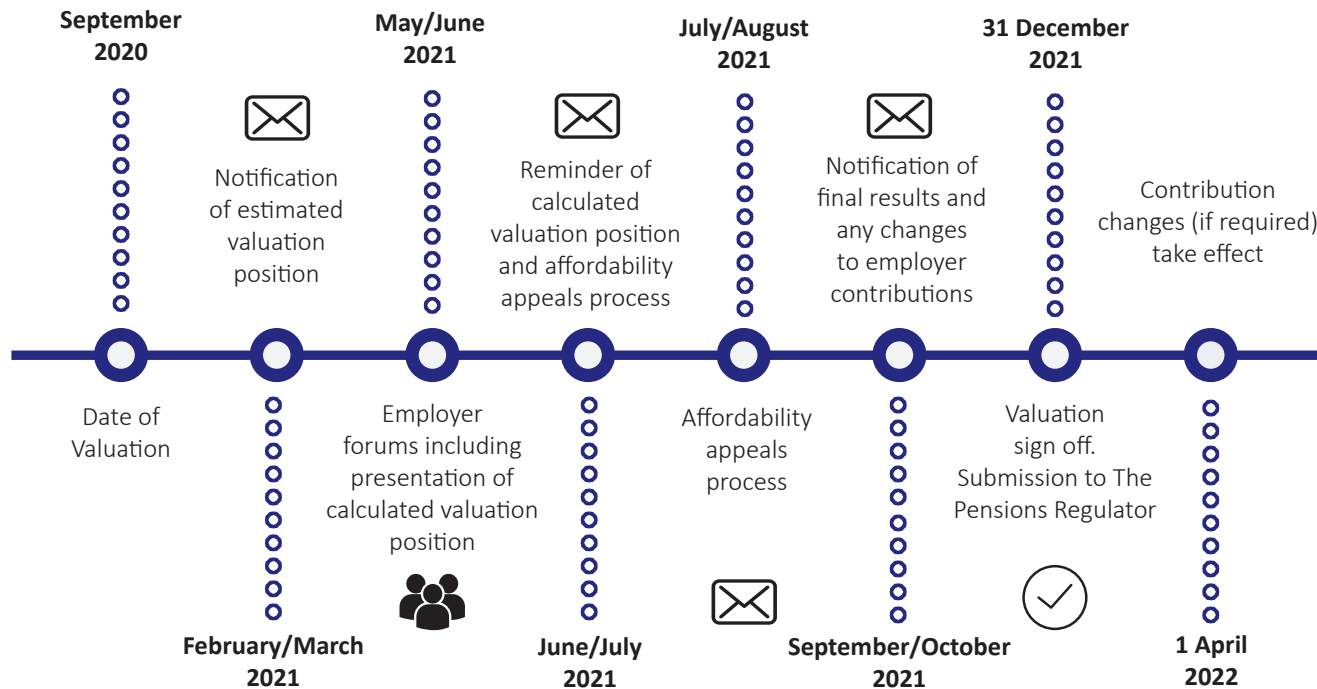 September
2020
Date of
Valuation
Notification
of estimated
valuation
position
February/March
2021
May/June
2021
Employer
forums including
presentation of
calculated valuation
position
Reminder of
calculated
valuation position
and affordability
appeals process
June/July
2021
July/August
2021
Affordability
appeals
process
Notification of
final results and
any changes
to employer
contributions
September/October
2021
31 December
2021
Valuation
sign off.
Submission to The
Pensions Regulator
Contribution
changes (if required)
take effect
1 April
2022